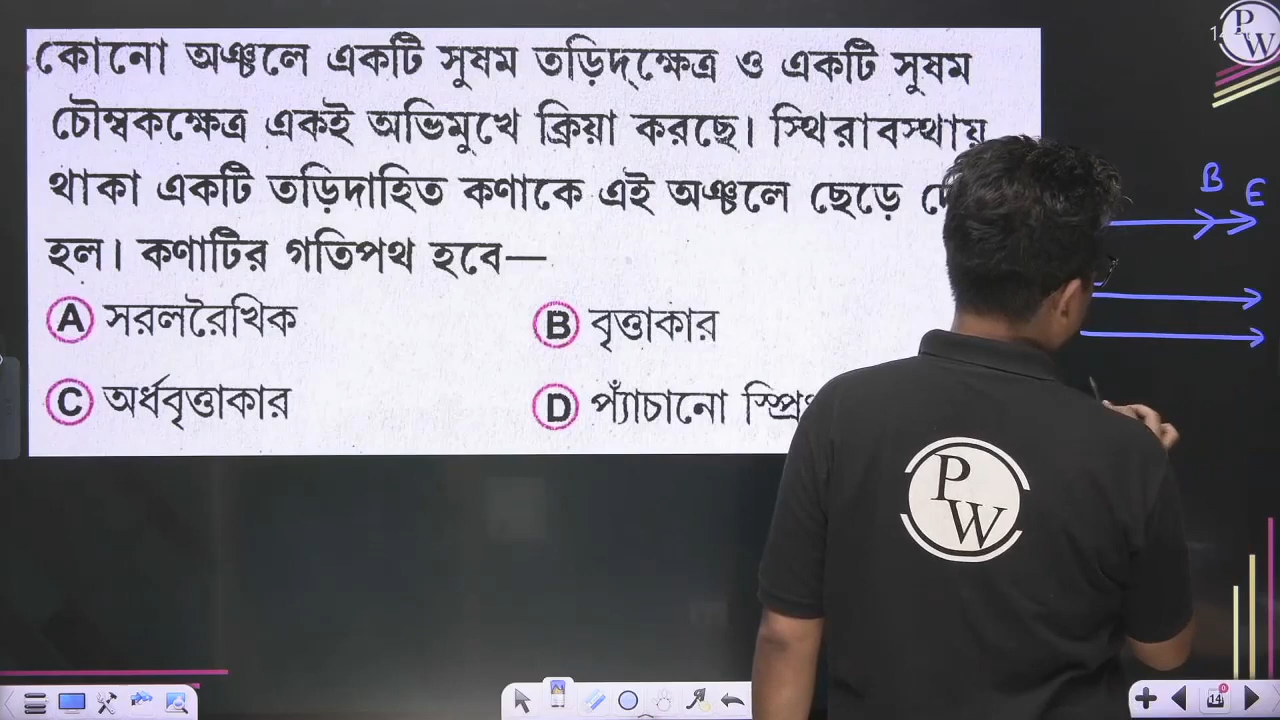 কোনো অঞ্চলে একটি সুষম তড়িদ্‌ক্ষেত্র ও একটি সুষম
চৌম্বকক্ষেত্র একই অভিমুখে ক্রিয়া করছে। স্থিরাবস্থায়
থাকা একটি তড়িদাহিত কণাকে এই অঞ্চলে ছেড়ে
হল। কণাটির গতিপথ হবে—
A সরলরৈখিক
B বৃত্তাকার
C অর্ধবৃত্তাকার
D প্যাঁচানো
B E
PW
PW
14